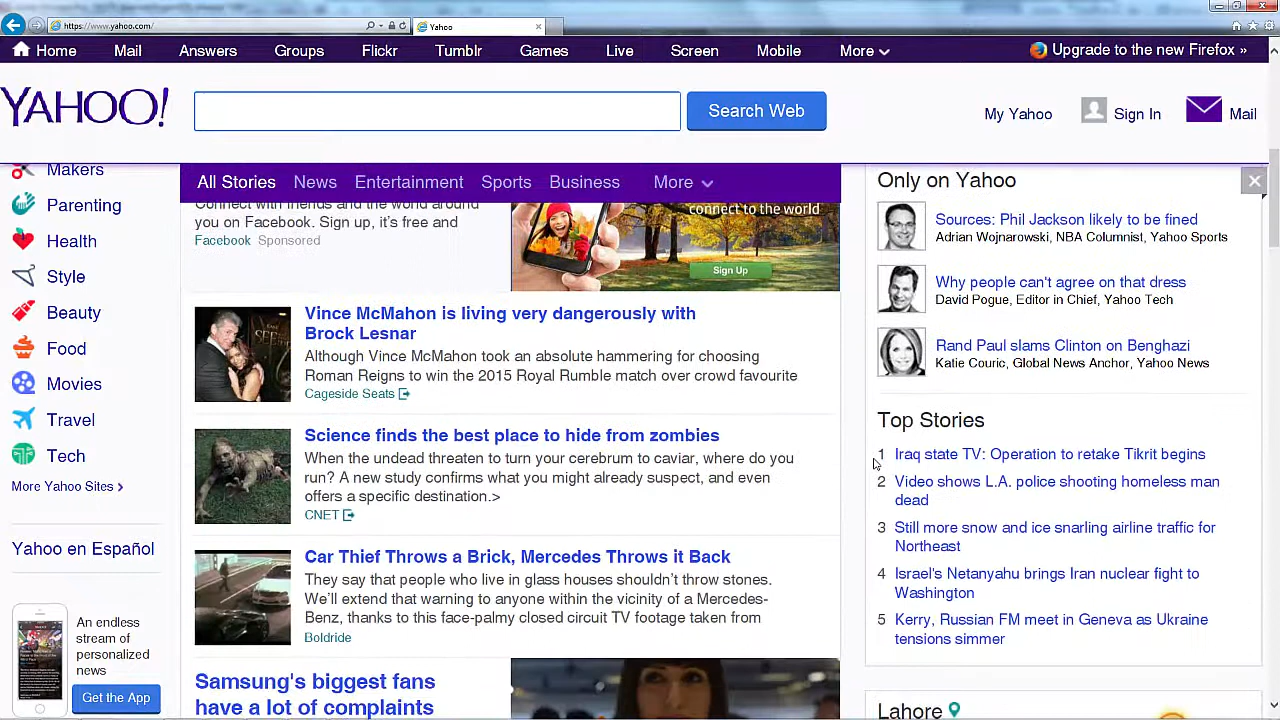 https://www.yahoo.com/
Yahoo
Home Mail Answers Groups Flickr Tumblr Games Live Screen Mobile More Upgrade to the new Firefox »
YAHOO!
Search Web
My Yahoo Sign In Mail
Makers
Parenting
Health
Style
Beauty
Food
Movies
Travel
Tech
More Yahoo Sites
Yahoo en Español
An endless
stream of
personalized
news
Get the App
All Stories News Entertainment Sports Business More
Connect with friends and the world around
you on Facebook. Sign up, it's free and
Facebook Sponsored
connect to the world
Sign Up
Vince McMahon is living very dangerously with
Brock Lesnar
Although Vince McMahon took an absolute hammering for choosing
Roman Reigns to win the 2015 Royal Rumble match over crowd favourite
Cageside Seats
Science finds the best place to hide from zombies
When the undead threaten to turn your cerebrum to caviar, where do you
run? A new study confirms what you might already suspect, and even
offers a specific destination.>
CNET
Car Thief Throws a Brick, Mercedes Throws it Back
They say that people who live in glass houses shouldn't throw stones.
We'll extend that warning to anyone within the vicinity of a Mercedes-
Benz, thanks to this face-palmy closed circuit TV footage taken from
Boldride
Samsung's biggest fans
have a lot of complaints
Only on Yahoo
Sources: Phil Jackson likely to be fined
Adrian Wojnarowski, NBA Columnist, Yahoo Sports
Why people can't agree on that dress
David Pogue, Editor in Chief, Yahoo Tech
Rand Paul slams Clinton on Benghazi
Katie Couric, Global News Anchor, Yahoo News
Top Stories
1 Iraq state TV: Operation to retake Tikrit begins
2 Video shows L.A. police shooting homeless man
dead
3 Still more snow and ice snarling airline traffic for
Northeast
4 Israel's Netanyahu brings Iran nuclear fight to
Washington
5 Kerry, Russian FM meet in Geneva as Ukraine
tensions simmer
Lahore